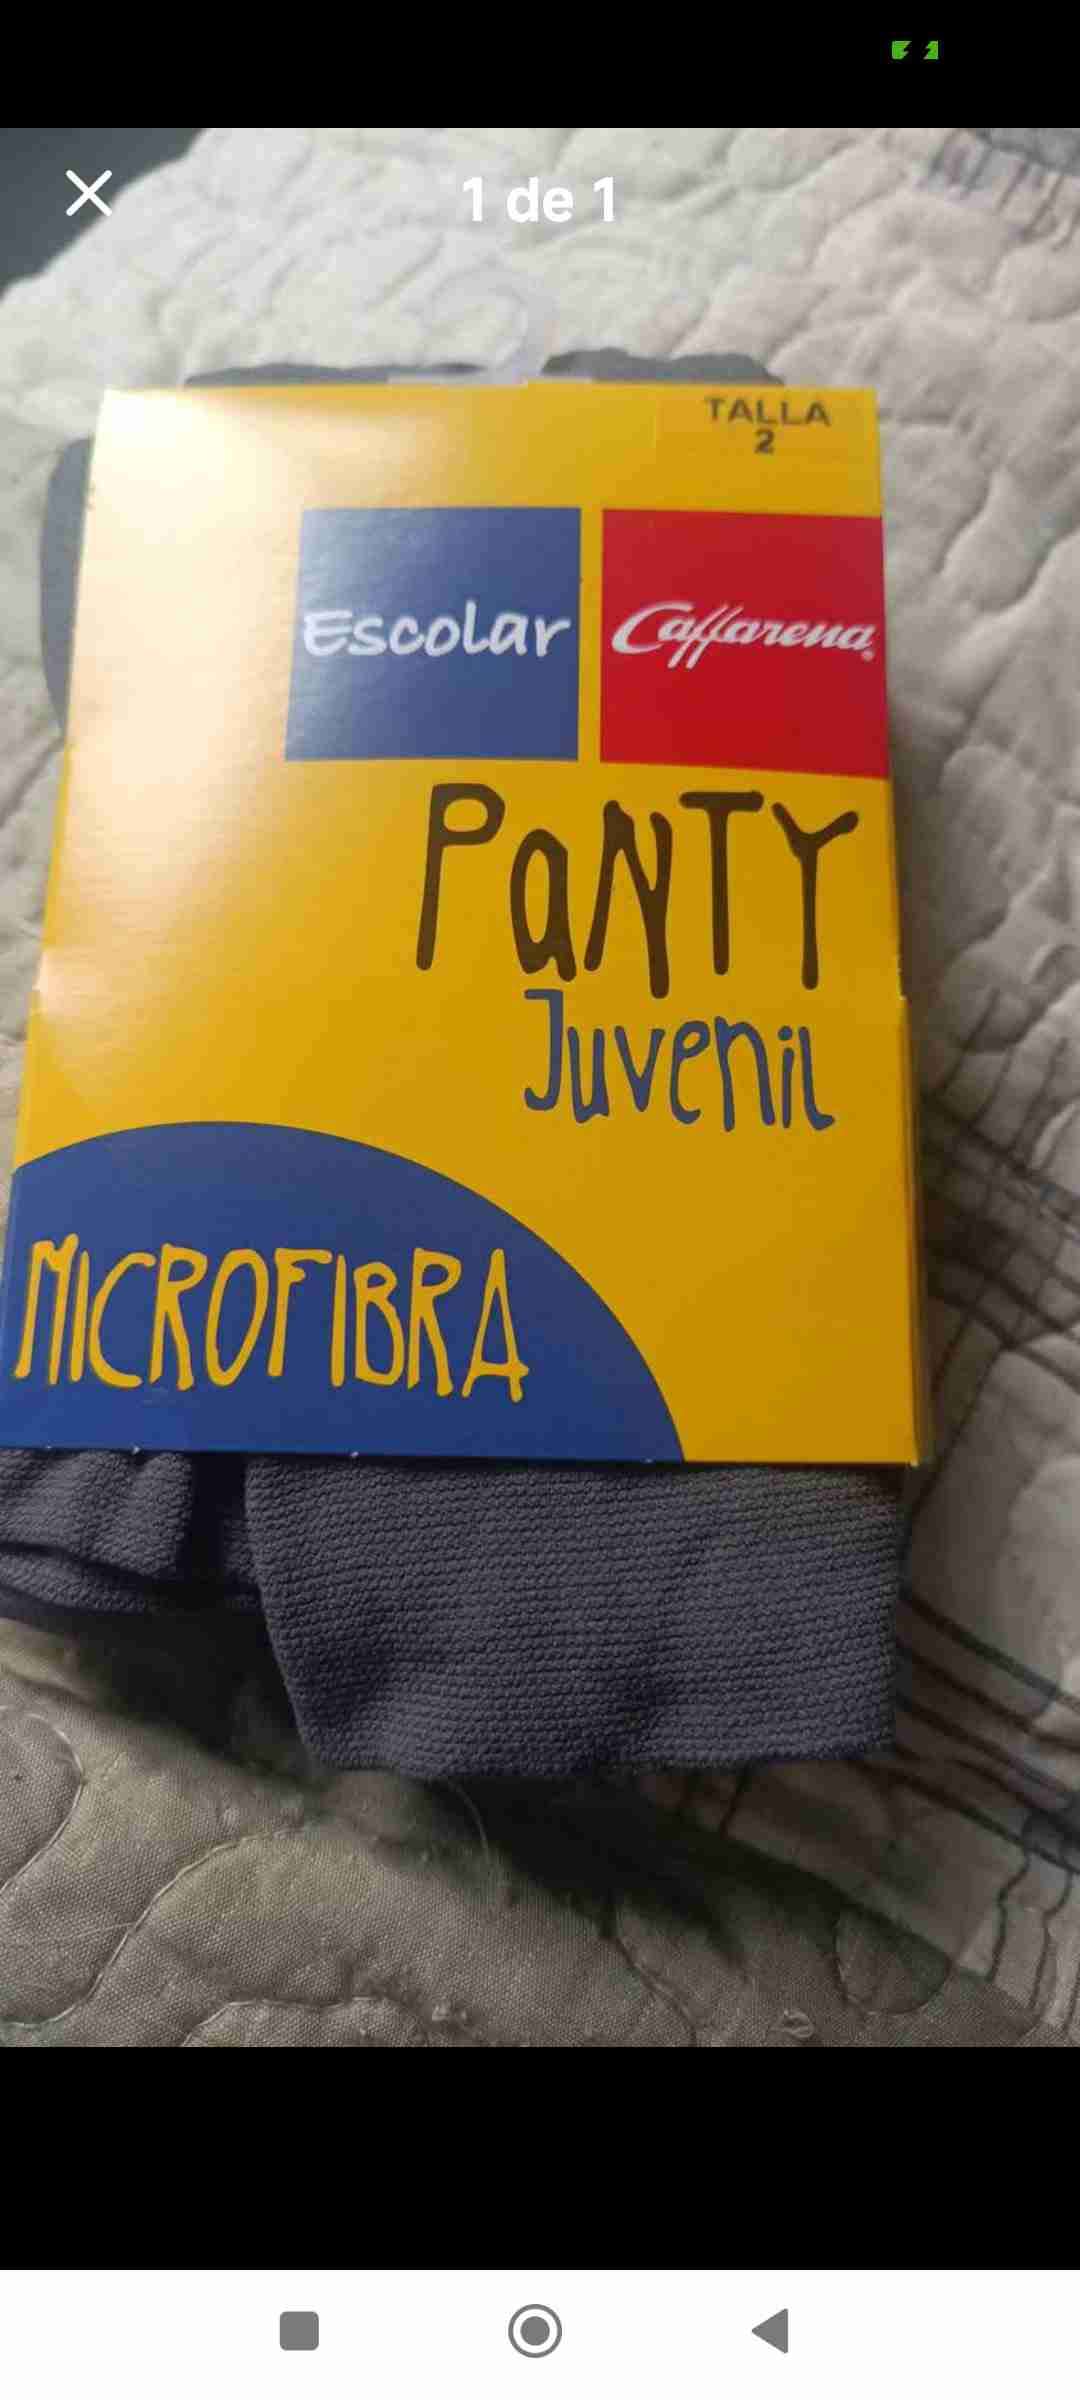 1 de 1
TALLA
2
Escolar
Caffarena
PaNTY
Juvenil
MICROFIBRA